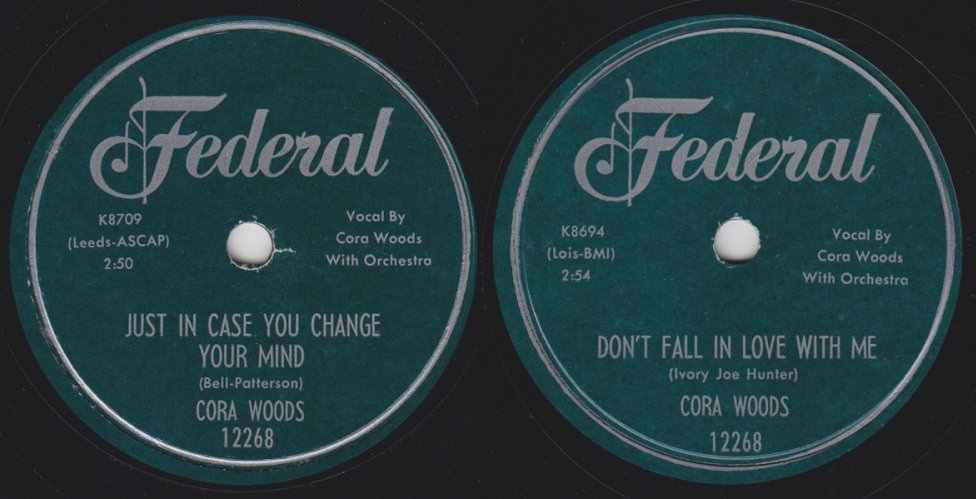 Federal
K8709
(Leeds-ASCAP)
2:50
Vocal By
Cora Woods
With Orchestra
JUST IN CASE YOU CHANGE
YOUR MIND
(Bell-Patterson)
CORA WOODS
12268
Federal
K8694
(Lois-BMI)
2:54
Vocal By
Cora Woods
With Orchestra
DON'T FALL IN LOVE WITH ME
(Ivory Joe Hunter)
CORA WOODS
12268